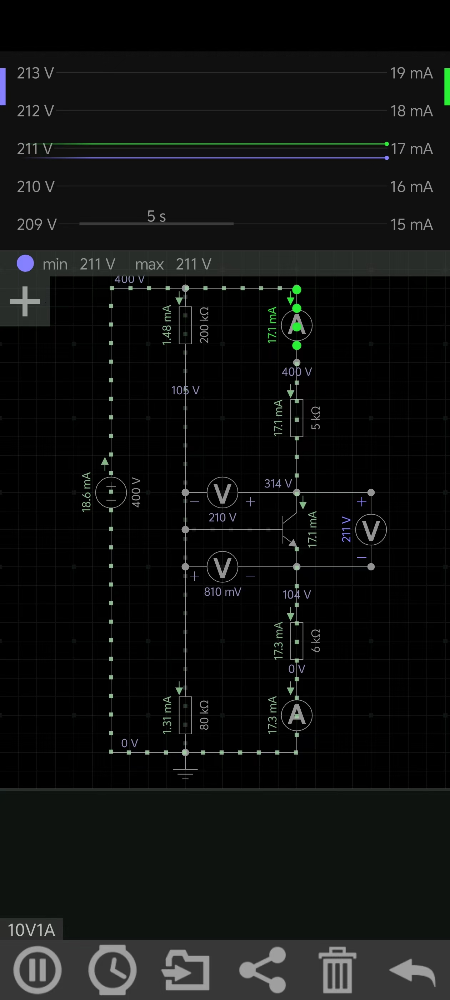 213 V 19 mA
212 V 18 mA
211 V 17 mA
210 V 16 mA
5 s
209 V 15 mA
min 211 V max 211 V
400 V
+
1.48 mA
200 kΩ
17.1 mA
A
400 V
105 V
17.1 mA
5 kΩ
18.6 mA
+
−
400 V
314 V
V
− +
210 V
17.1 mA
+
211 V
V
−
V
+ −
810 mV
104 V
17.3 mA
6 kΩ
0 V
1.31 mA
80 kΩ
17.3 mA
A
0 V
10V1A